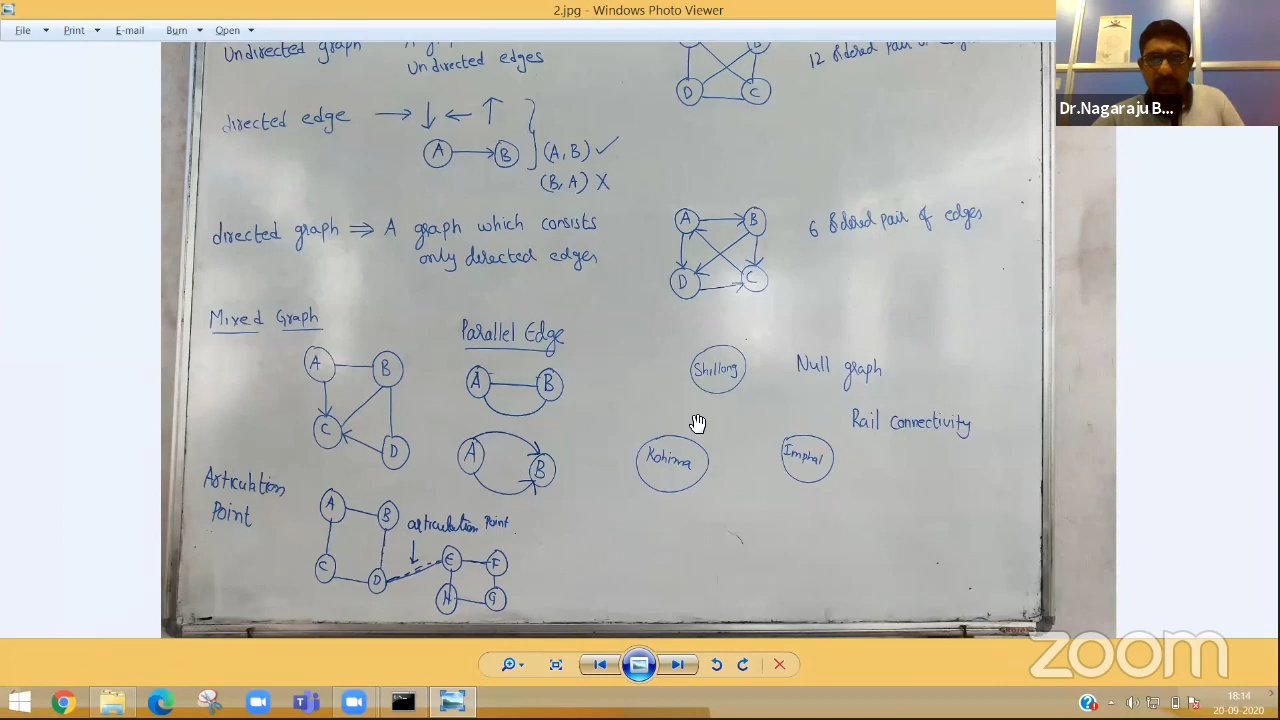 2.jpg - Windows Photo Viewer
File Print E-mail Burn Open
Undirected graph
Undirected edges
B
D C
12 ordered pair of
directed edge
A B
(A, B) ✓
(B, A) X
directed graph ⇒ A graph which consists
only directed edges
A B
D C
6 ordered pair of edges
Mixed Graph
A B
C D
Parallel Edge
A B
A B
Shillong
Null graph
Rail connectivity
Kohima
Imphal
Articulation
Point
A B
C D
articulation Point
E F
H G
Dr.Nagaraju B...
zoom
18:14
20-09-2020